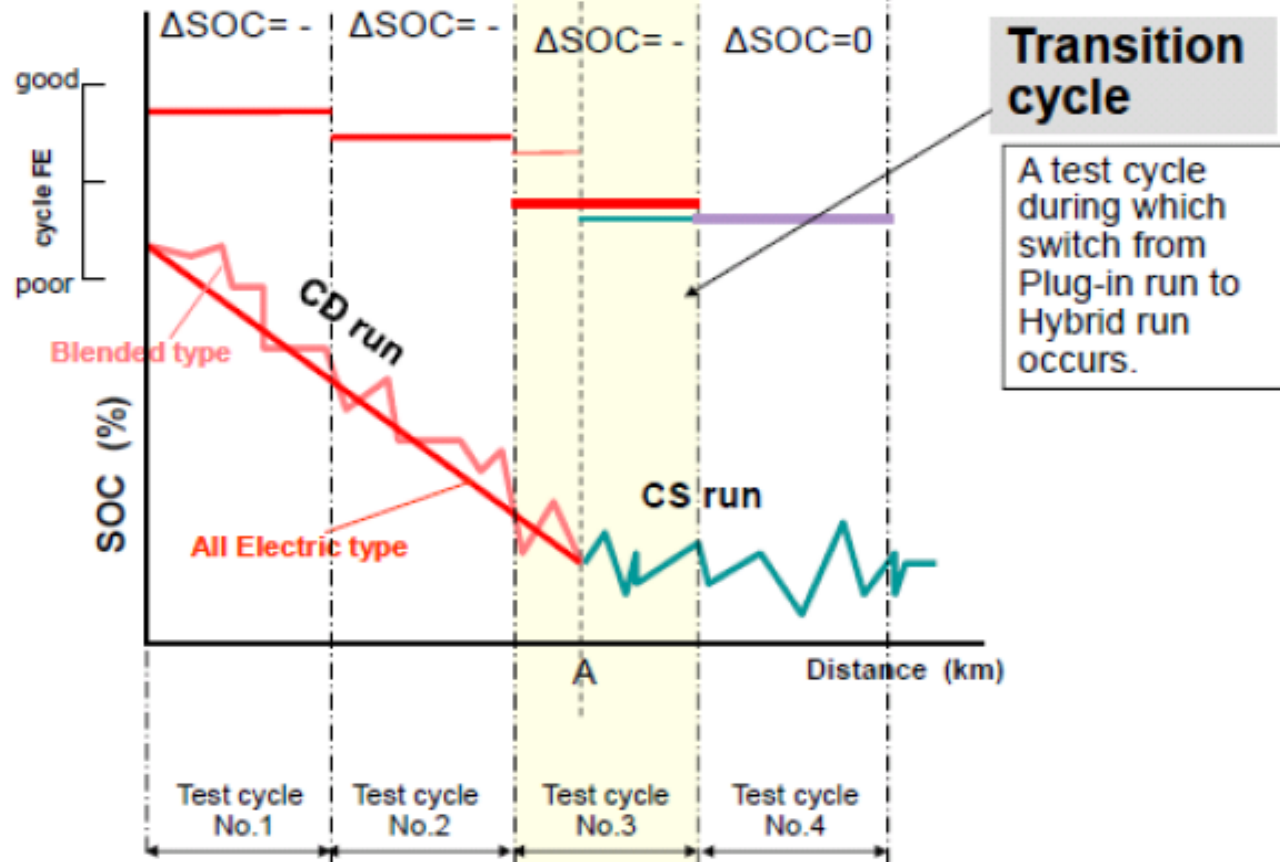 ΔSOC= -
ΔSOC= -
ΔSOC= -
ΔSOC=0
Transition
cycle
good
cycle FE
poor
A test cycle
during which
switch from
Plug-in run to
Hybrid run
occurs.
CD run
Blended type
SOC (%)
All Electric type
CS run
A
Distance (km)
Test cycle
No.1
Test cycle
No.2
Test cycle
No.3
Test cycle
No.4